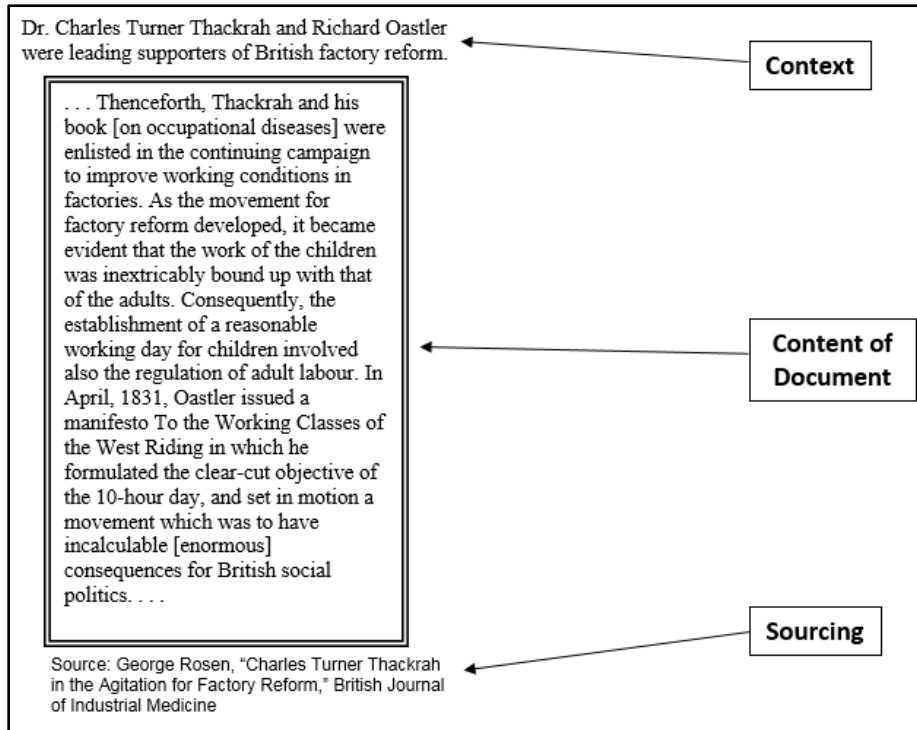 Dr. Charles Turner Thackrah and Richard Oastler
were leading supporters of British factory reform.
Context
. . . Thenceforth, Thackrah and his
book [on occupational diseases] were
enlisted in the continuing campaign
to improve working conditions in
factories. As the movement for
factory reform developed, it became
evident that the work of the children
was inextricably bound up with that
of the adults. Consequently, the
establishment of a reasonable
working day for children involved
also the regulation of adult labour. In
April, 1831, Oastler issued a
manifesto To the Working Classes of
the West Riding in which he
formulated the clear-cut objective of
the 10-hour day, and set in motion a
movement which was to have
incalculable [enormous]
consequences for British social
politics. . . .
Content of
Document
Source: George Rosen, “Charles Turner Thackrah
in the Agitation for Factory Reform,” British Journal
of Industrial Medicine
Sourcing